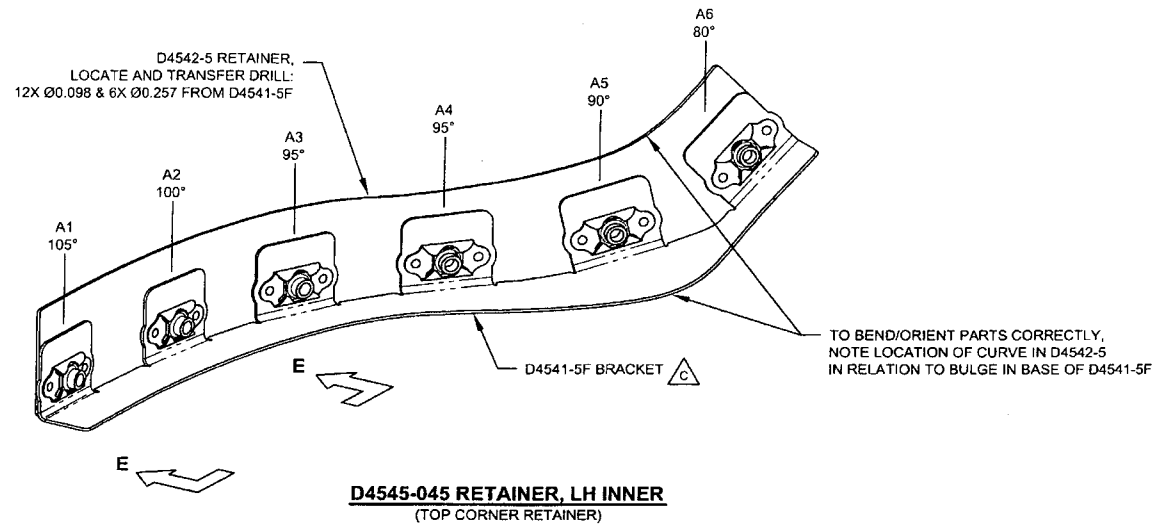 A6
80°
D4542-5 RETAINER,
LOCATE AND TRANSFER DRILL:
12X Ø0.098 & 6X Ø0.257 FROM D4541-5F
A5
90°
A4
95°
A3
95°
A2
100°
A1
105°
TO BEND/ORIENT PARTS CORRECTLY,
NOTE LOCATION OF CURVE IN D4542-5
IN RELATION TO BULGE IN BASE OF D4541-5F
E
D4541-5F BRACKET C
E
D4545-045 RETAINER, LH INNER
(TOP CORNER RETAINER)